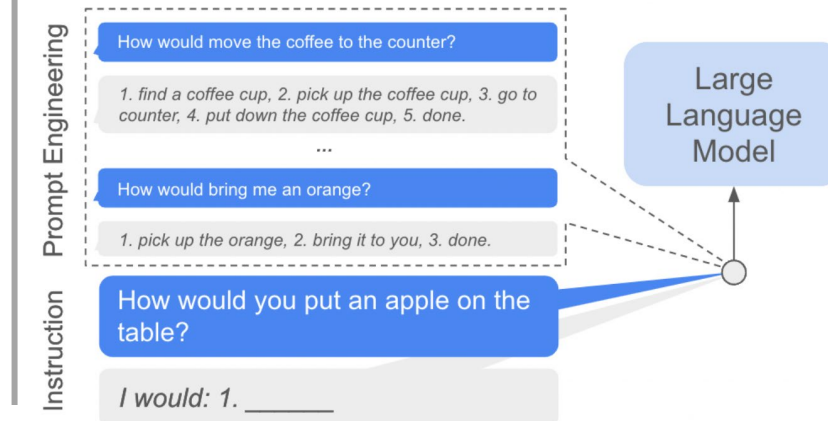 Prompt Engineering
How would move the coffee to the counter?
1. find a coffee cup, 2. pick up the coffee cup, 3. go to
counter, 4. put down the coffee cup, 5. done.
...
How would bring me an orange?
1. pick up the orange, 2. bring it to you, 3. done.
Instruction
How would you put an apple on the
table?
I would: 1. ______
Large
Language
Model